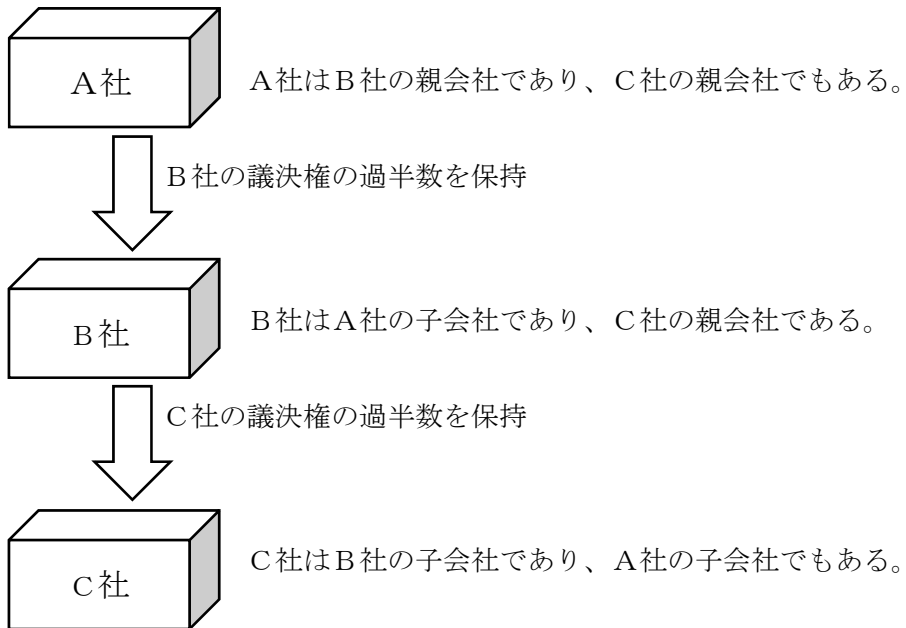 A社
A社はB社の親会社であり、C社の親会社でもある。
B社の議決権の過半数を保持
B社
B社はA社の子会社であり、C社の親会社である。
C社の議決権の過半数を保持
C社
C社はB社の子会社であり、A社の子会社でもある。